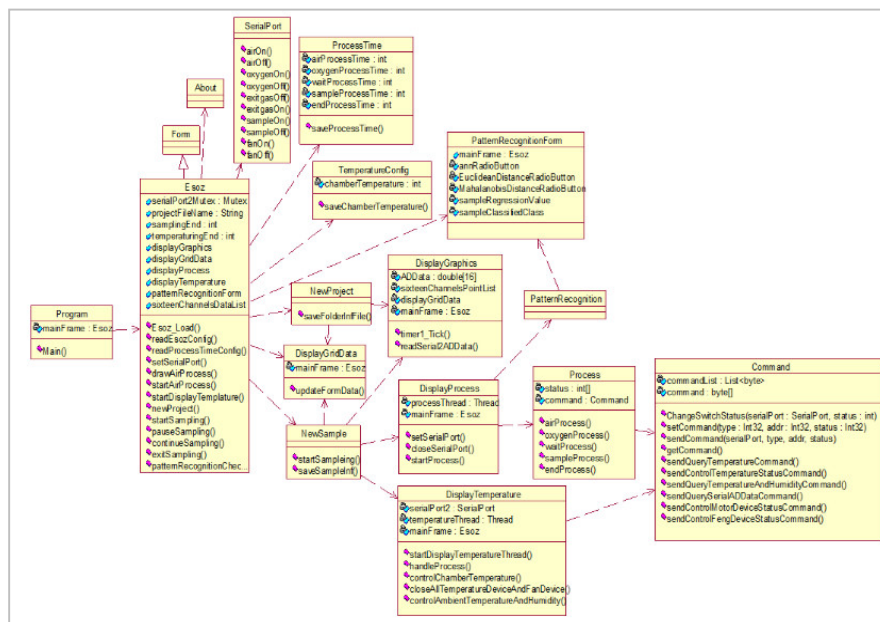 SerialPort
airOn()
airOff()
oxygenOn()
oxygenOff()
exitgasOff()
exitgasOn()
sampleOn()
sampleOff()
fanOn()
fanOff()
ProcessTime
airProcessTime : int
oxygenProcessTime : int
waitProcessTime : int
sampleProcessTime : int
endProcessTime : int
saveProcessTime()
About
Form
PatternRecognitionForm
mainFrame : Esoz
annRadioButton
EuclideanDistanceRadioButton
MahalanobisDistanceRadioButton
sampleRegressionValue
sampleClassifiedClass
TemperatureConfig
chamberTemperature : int
saveChamberTemperature()
Esoz
serialPort2Mutex : Mutex
projectFileName : String
samplingEnd : int
temperaturingEnd : int
displayGraphics
displayGridData
displayProcess
displayTemperature
patternRecognitionForm
sixteenChannelsDataList
Esoz_Load()
readEsozConfig()
readProcessTimeConfig()
setSerialPort()
drawAirProcess()
startAirProcess()
startDisplayTemplature()
newProject()
startSampling()
pauseSampling()
continueSampling()
exitSampling()
patternRecognitionChec...
DisplayGraphics
ADData : double[16]
sixteenChannelsPointList
displayGridData
mainFrame : Esoz
timer1_Tick()
readSerial2ADData()
NewProject
saveFolderInfFile()
PatternRecognition
Program
mainFrame : Esoz
Main()
DisplayGridData
mainFrame : Esoz
updateFormData()
DisplayProcess
processThread : Thread
mainFrame : Esoz
setSerialPort()
closeSerialPort()
startProcess()
Process
status : int[]
command : Command
airProcess()
oxygenProcess()
waitProcess()
sampleProcess()
endProcess()
Command
commandList : List<byte>
command : byte[]
ChangeSwitchStatus(serialPort : SerialPort, status : int)
setCommand(type : Int32, addr : Int32, status : Int32)
sendCommand(serialPort, type, addr, status)
getCommand()
sendQueryTemperatureCommand()
sendControlTemperatureStatusCommand()
sendQueryTemperatureAndHumidityCommand()
sendQuerySerialADDataCommand()
sendControlMotorDeviceStatusCommand()
sendControlFengDeviceStatusCommand()
NewSample
startSampleing()
saveSampleInf()
DisplayTemperature
serialPort2 : SerialPort
temperatureThread : Thread
mainFrame : Esoz
startDisplayTemperatureThread()
handleProcess()
controlChamberTemperature()
closeAllTemperatureDeviceAndFanDevice()
controlAmbientTemperatureAndHumidity()